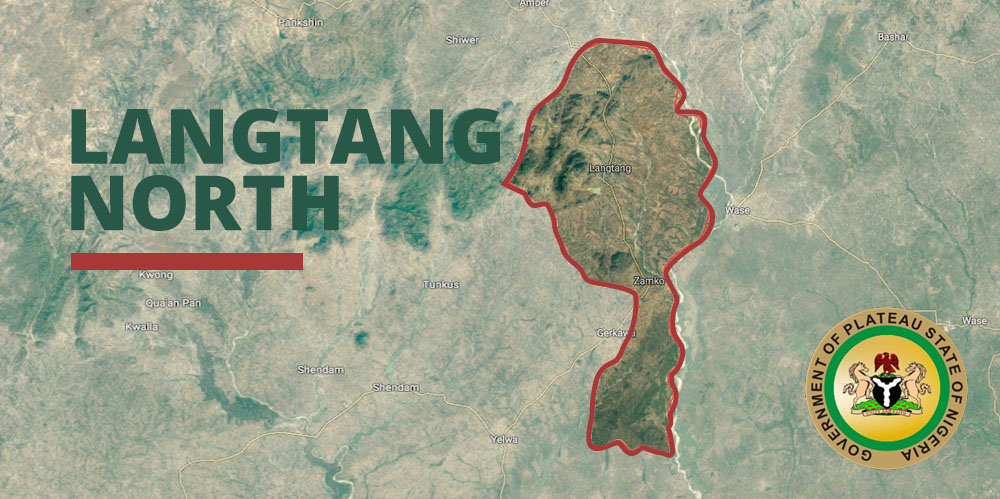 Amper
Pankshin
Shiwer
Bashar
LANGTANG
NORTH
Langtang
Wase
Kwong
Qua'an Pan
Kwalla
Tunkus
Zamko
Gerkawa
Wase
Shendam
Shendam
Yelwa
GOVERNMENT OF PLATEAU STATE OF NIGERIA